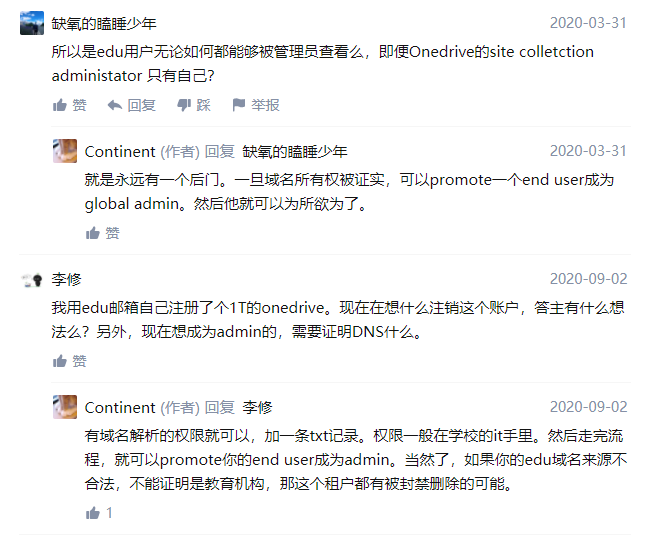 缺氧的瞌睡少年 2020-03-31
所以是edu用户无论如何都能够被管理员查看么，即便Onedrive的site colletction
administator 只有自己？
赞 回复 踩 举报
Continent (作者) 回复 缺氧的瞌睡少年 2020-03-31
就是永远有一个后门。一旦域名所有权被证实，可以promote一个end user成为
global admin。然后他就可以为所欲为了。
赞
李修 2020-09-02
我用edu邮箱自己注册了个1T的onedrive。现在在想什么注销这个账户，答主有什么想
法么？另外，现在想成为admin的，需要证明DNS什么。
赞
Continent (作者) 回复 李修 2020-09-02
有域名解析的权限就可以，加一条txt记录。权限一般在学校的it手里。然后走完流
程，就可以promote你的end user成为admin。当然了，如果你的edu域名来源不
合法，不能证明是教育机构，那这个租户都有被封禁删除的可能。
1